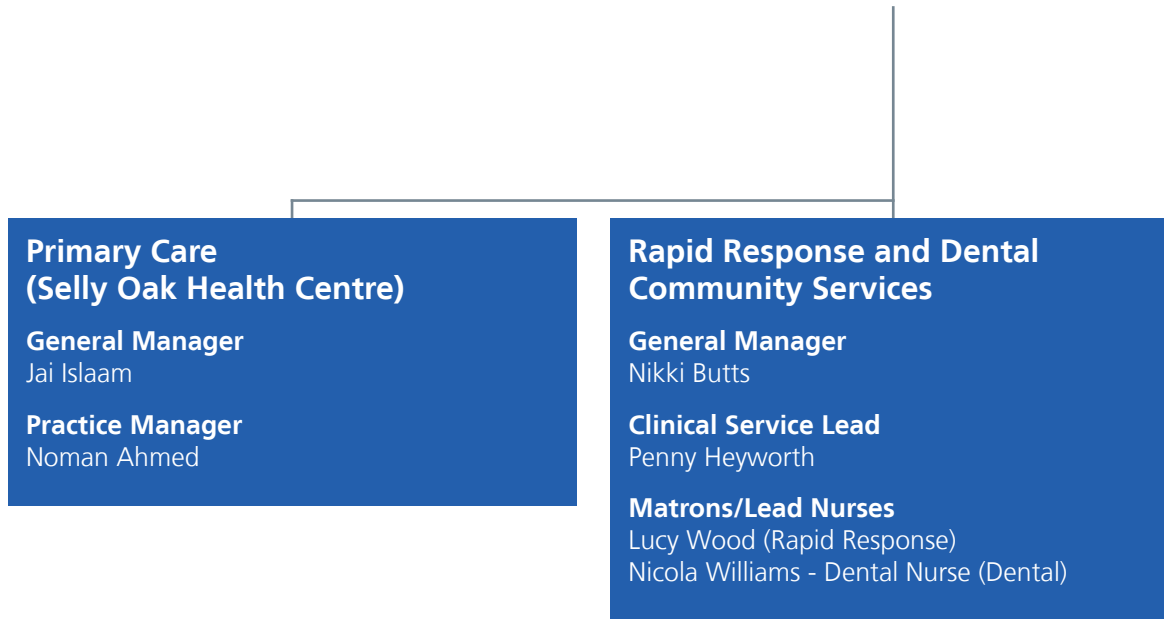 Primary Care
(Selly Oak Health Centre)
General Manager
Jai Islaam
Practice Manager
Noman Ahmed
Rapid Response and Dental
Community Services
General Manager
Nikki Butts
Clinical Service Lead
Penny Heyworth
Matrons/Lead Nurses
Lucy Wood (Rapid Response)
Nicola Williams - Dental Nurse (Dental)